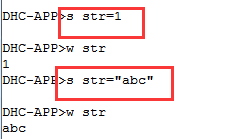 DHC-APP>s str=1
DHC-APP>w str
1
DHC-APP>s str="abc"
DHC-APP>w str
abc